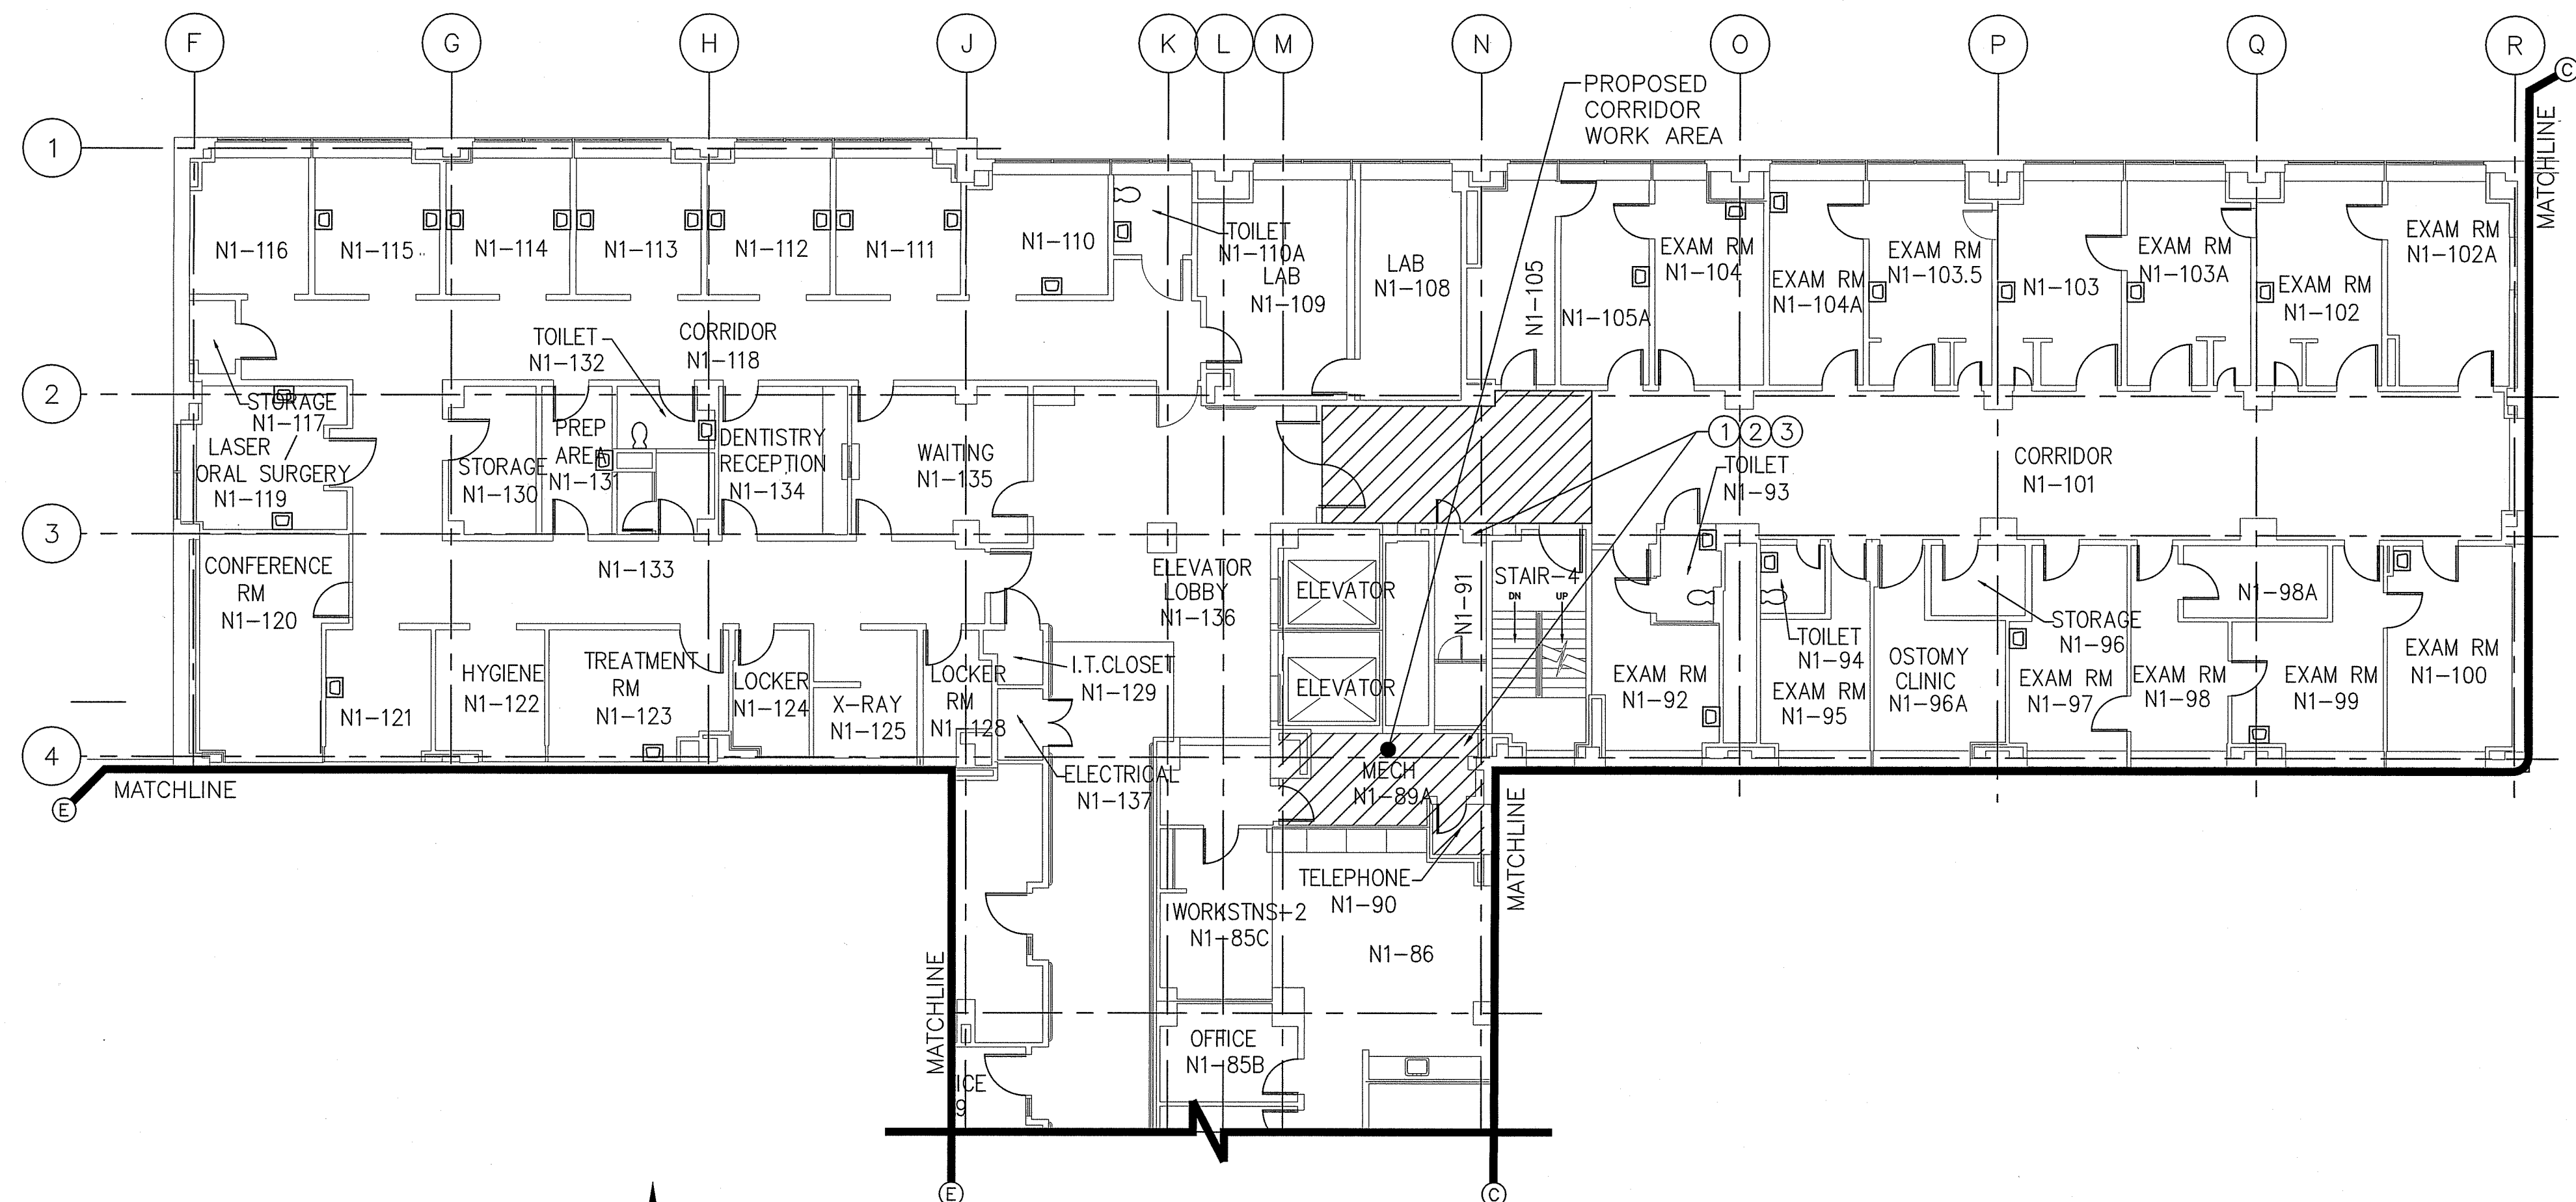 F
G
H
J
K
L
M
N
O
P
Q
R
C
PROPOSED
CORRIDOR
WORK AREA
MATCHLINE
1
N1-116
N1-115
N1-114
N1-113
N1-112
N1-111
N1-110
TOILET
N1-110A
LAB
N1-109
LAB
N1-108
N1-105
N1-105A
EXAM RM
N1-104
EXAM RM
N1-104A
EXAM RM
N1-103.5
N1-103
EXAM RM
N1-103A
EXAM RM
N1-102
EXAM RM
N1-102A
TOILET
N1-132
CORRIDOR
N1-118
2
STORAGE
N1-117
LASER
ORAL SURGERY
N1-119
STORAGE
N1-130
PREP
AREA
N1-131
DENTISTRY
RECEPTION
N1-134
WAITING
N1-135
1 2 3
TOILET
N1-93
CORRIDOR
N1-101
3
CONFERENCE
RM
N1-120
N1-133
ELEVATOR
LOBBY
N1-136
ELEVATOR
ELEVATOR
N1-91
STAIR-4
DN
UP
EXAM RM
N1-92
TOILET
N1-94
EXAM RM
N1-95
OSTOMY
CLINIC
N1-96A
STORAGE
N1-96
EXAM RM
N1-97
EXAM RM
N1-98
N1-98A
EXAM RM
N1-99
EXAM RM
N1-100
N1-121
HYGIENE
N1-122
TREATMENT
RM
N1-123
LOCKER
N1-124
X-RAY
N1-125
LOCKER
RM
N1-128
I.T.CLOSET
N1-129
4
ELECTRICAL
N1-137
MECH
N1-89A
MATCHLINE
E
MATCHLINE
TELEPHONE
N1-90
WORKSTNS-2
N1-85C
N1-86
MATCHLINE
OFFICE
N1-85B
ICE
9
E
C